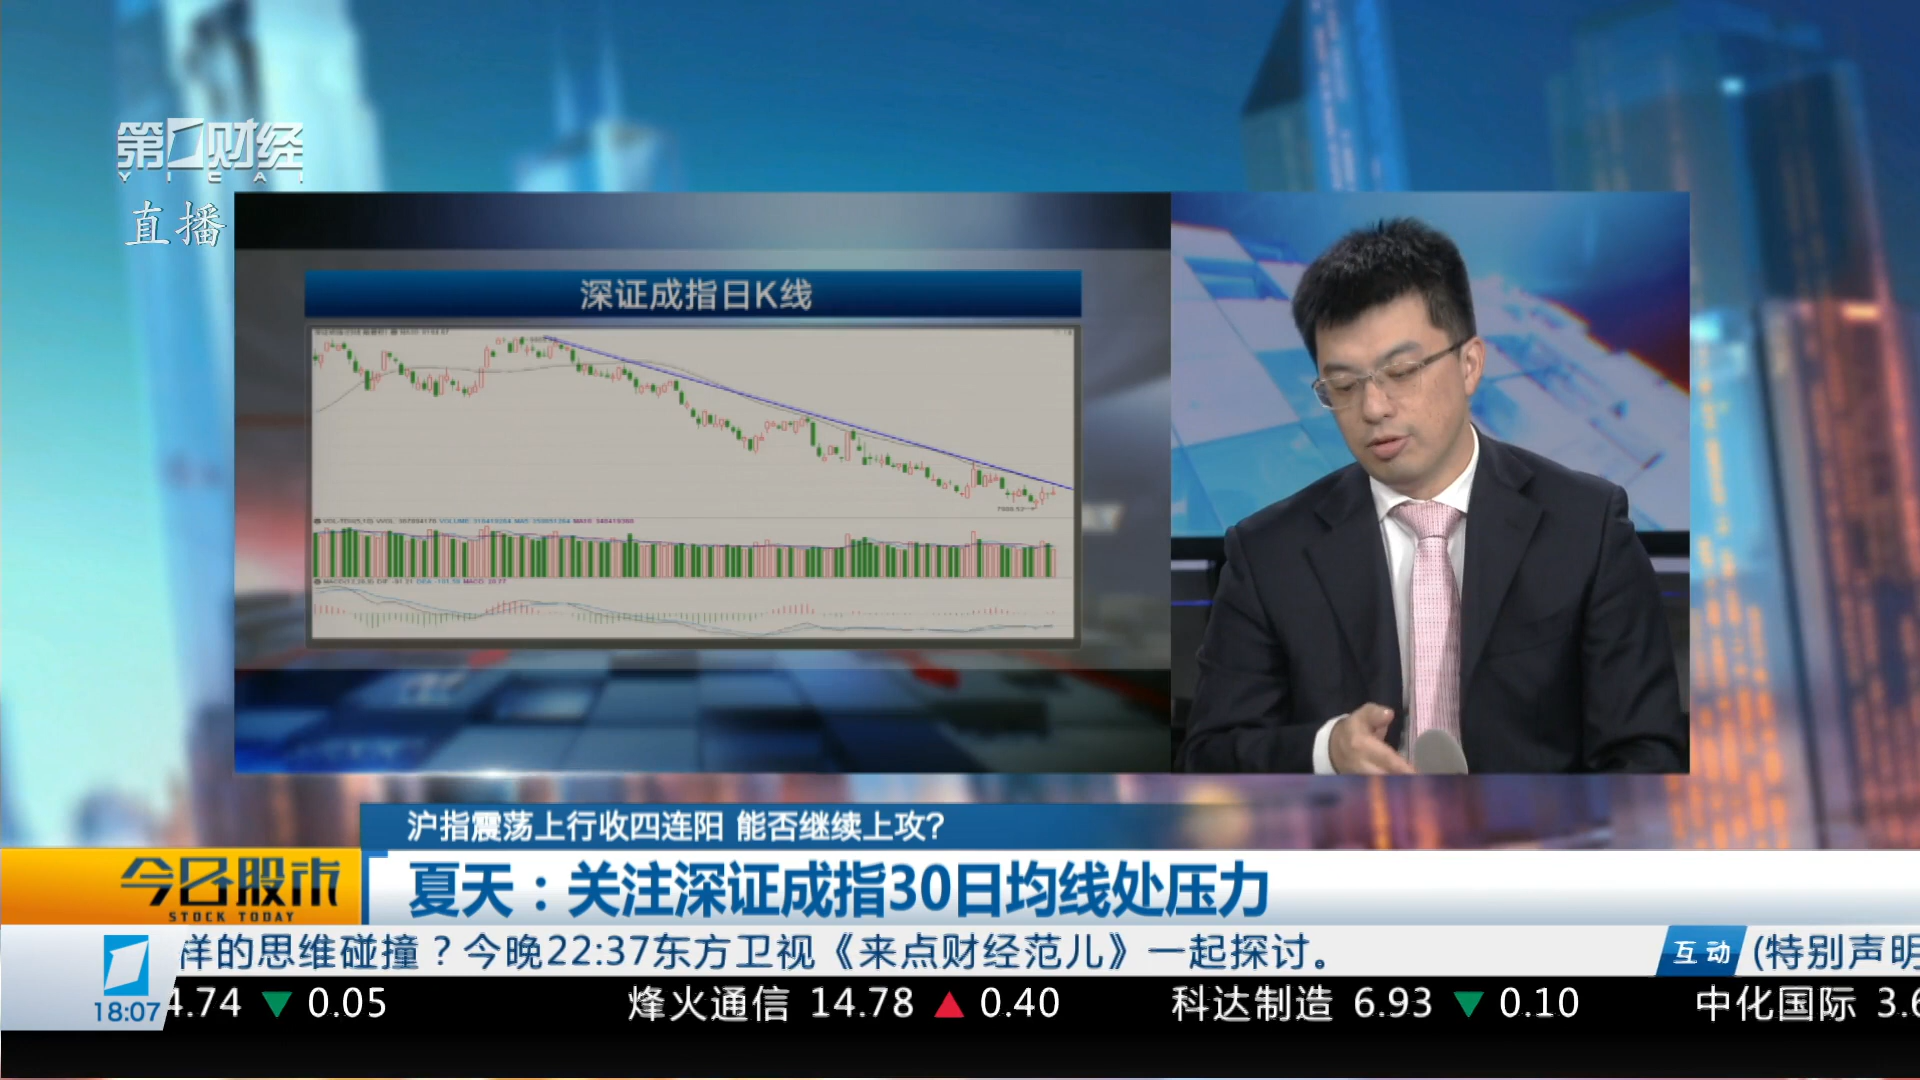 第一财经
YICAI
直播
深证成指日K线
沪指震荡上行收四连阳 能否继续上攻?
今日股市
STOCK TODAY
夏天：关注深证成指30日均线处压力
样的思维碰撞？今晚22:37东方卫视《来点财经范儿》一起探讨。
互动
(特别声明
18:07
4.74 ▼ 0.05 烽火通信 14.78 ▲ 0.40 科达制造 6.93 ▼ 0.10 中化国际 3.6